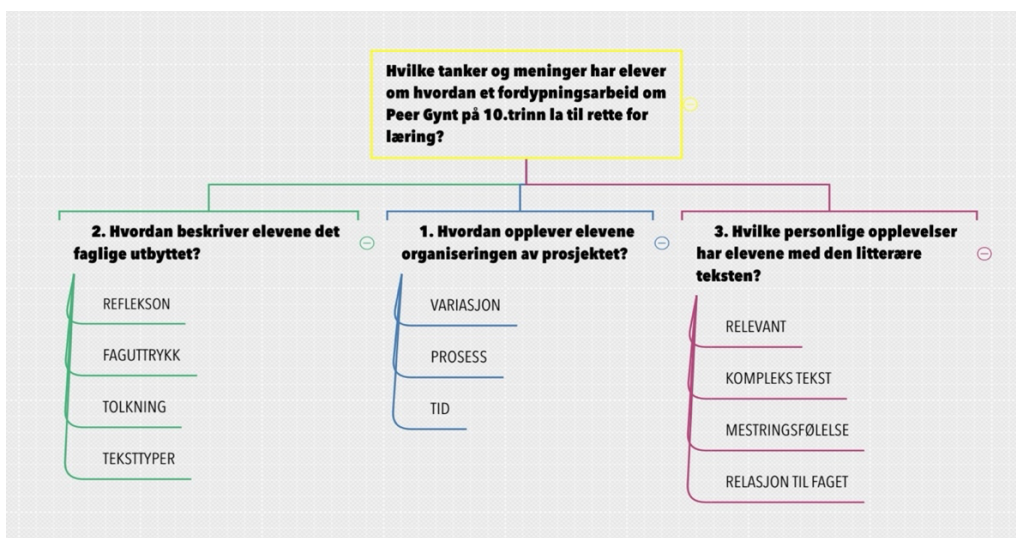 Hvilke tanker og meninger har elever
om hvordan et fordypningsarbeid om
Peer Gynt på 10.trinn la til rette for
læring?
2. Hvordan beskriver elevene det
faglige utbyttet?
REFLEKSON
FAGUTTRYKK
TOLKNING
TEKSTTYPER
1. Hvordan opplever elevene
organiseringen av prosjektet?
VARIASJON
PROSESS
TID
3. Hvilke personlige opplevelser
har elevene med den litterære
teksten?
RELEVANT
KOMPLEKS TEKST
MESTRINGSFØLELSE
RELASJON TIL FAGET